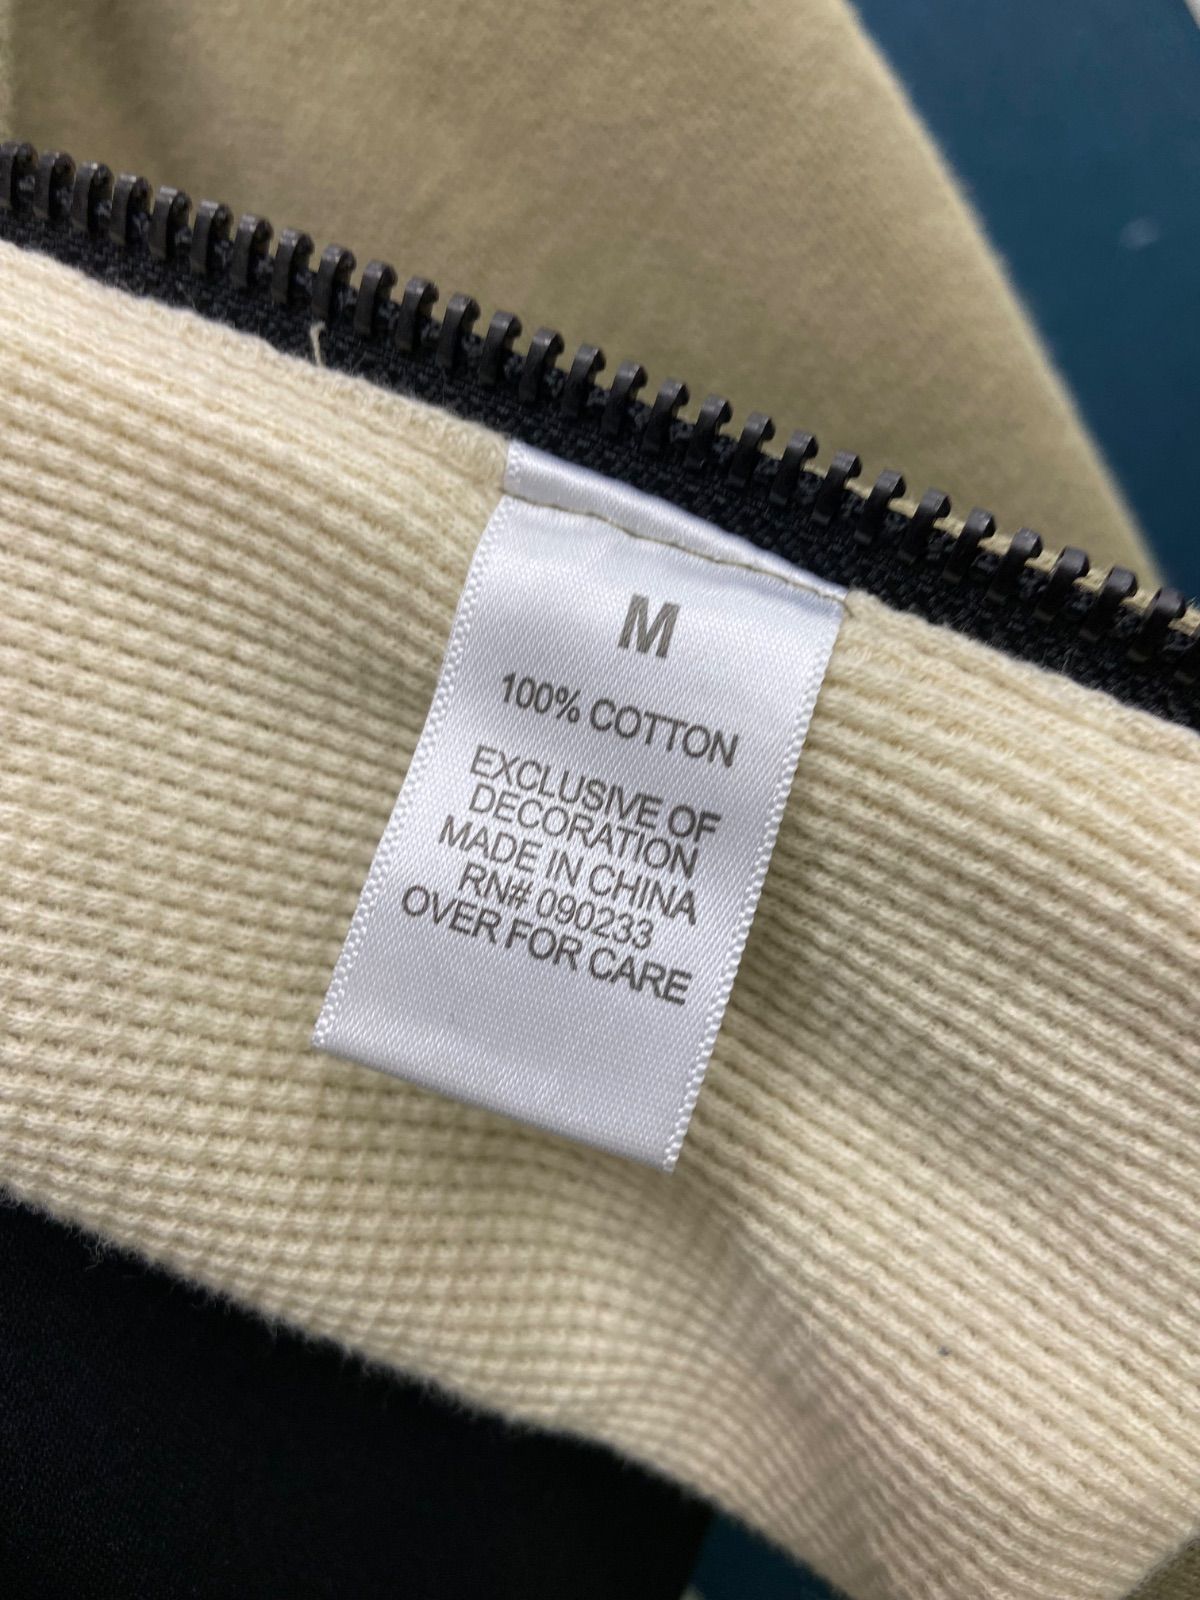 M
100% COTTON
EXCLUSIVE OF
DECORATION
MADE IN CHINA
RN# 090233
OVER FOR CARE